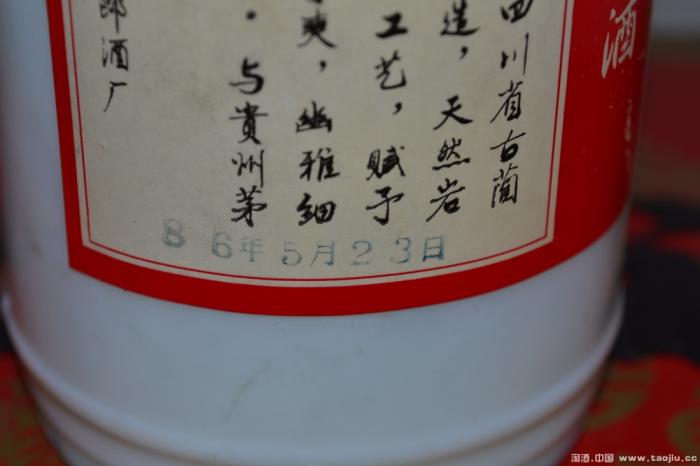 酒
四川省古蔺
造，天然岩
工艺，赋予
爽，幽雅细
。与贵州茅
郎酒厂
86年5月23日
淘酒.中国 www.taojiu.cc